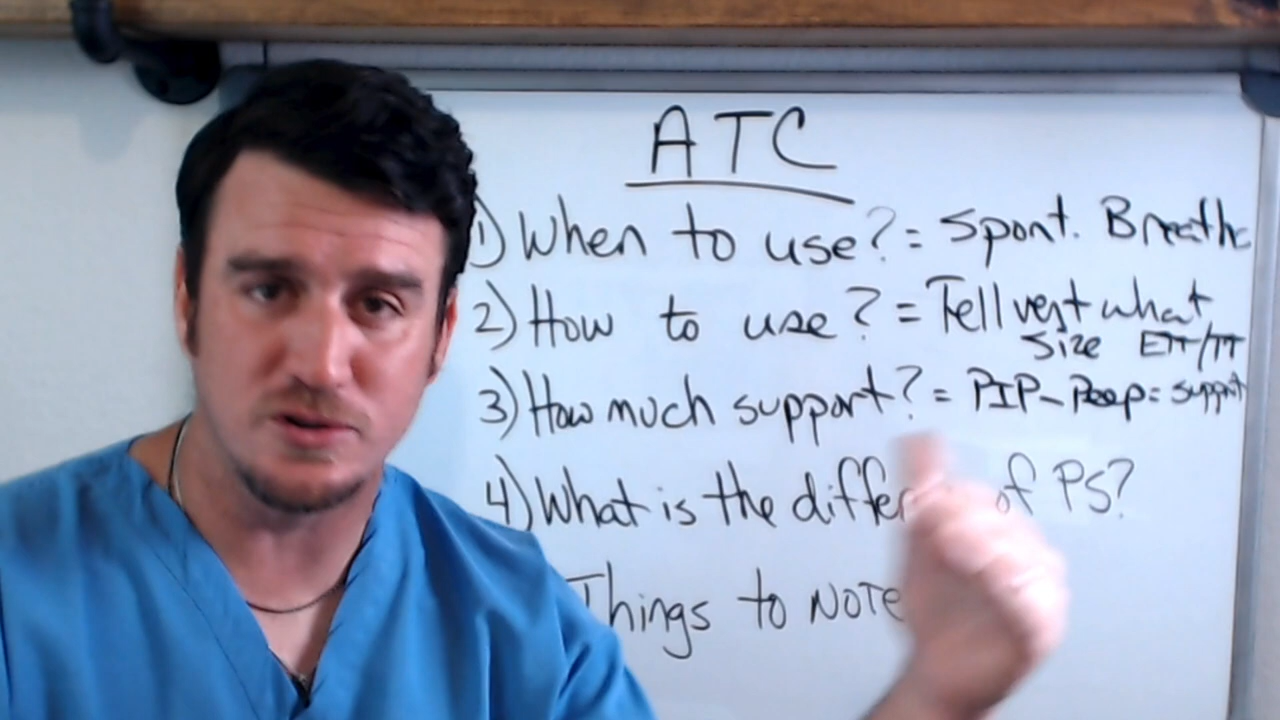 ATC
1) When to use? = Spont. Breathe
2) How to use? = Tell vent what
size ETT/TT
3) How much support? = PIP - Peep = support
4) What is the differ of PS?
Things to NOTE